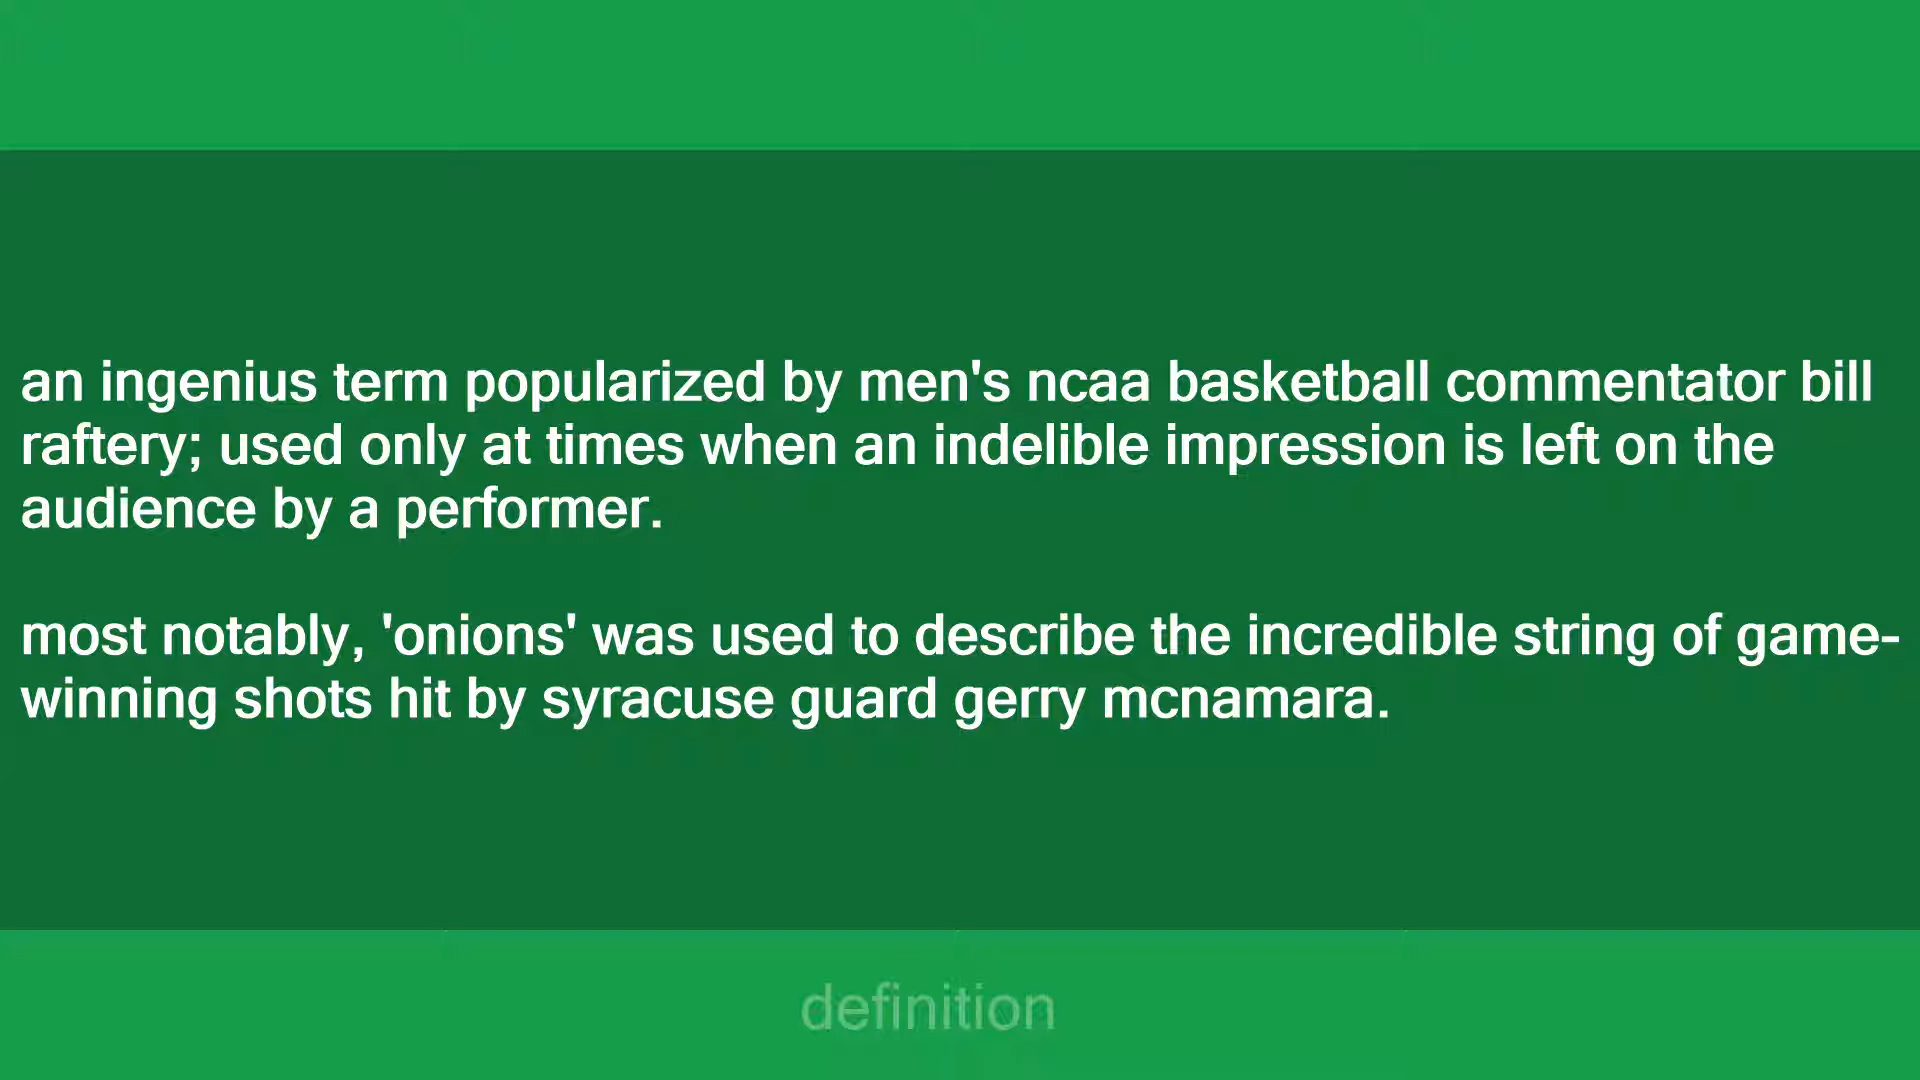 an ingenius term popularized by men's ncaa basketball commentator bill
raftery; used only at times when an indelible impression is left on the
audience by a performer.
most notably, 'onions' was used to describe the incredible string of game-
winning shots hit by syracuse guard gerry mcnamara.
definition